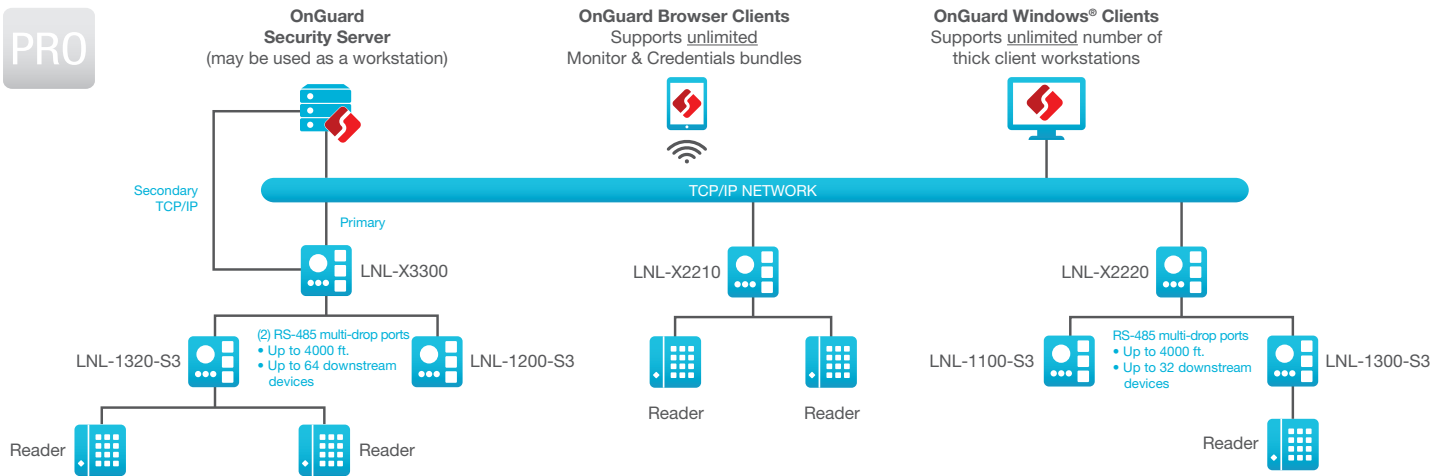 PRO
OnGuard
Security Server
(may be used as a workstation)
OnGuard Browser Clients
Supports unlimited
Monitor & Credentials bundles
OnGuard Windows® Clients
Supports unlimited number of
thick client workstations
Secondary
TCP/IP
TCP/IP NETWORK
Primary
LNL-X3300
LNL-X2210
LNL-X2220
LNL-1320-S3
(2) RS-485 multi-drop ports
• Up to 4000 ft.
• Up to 64 downstream
devices
LNL-1200-S3
LNL-1100-S3
RS-485 multi-drop ports
• Up to 4000 ft.
• Up to 32 downstream
devices
LNL-1300-S3
Reader
Reader
Reader
Reader
Reader